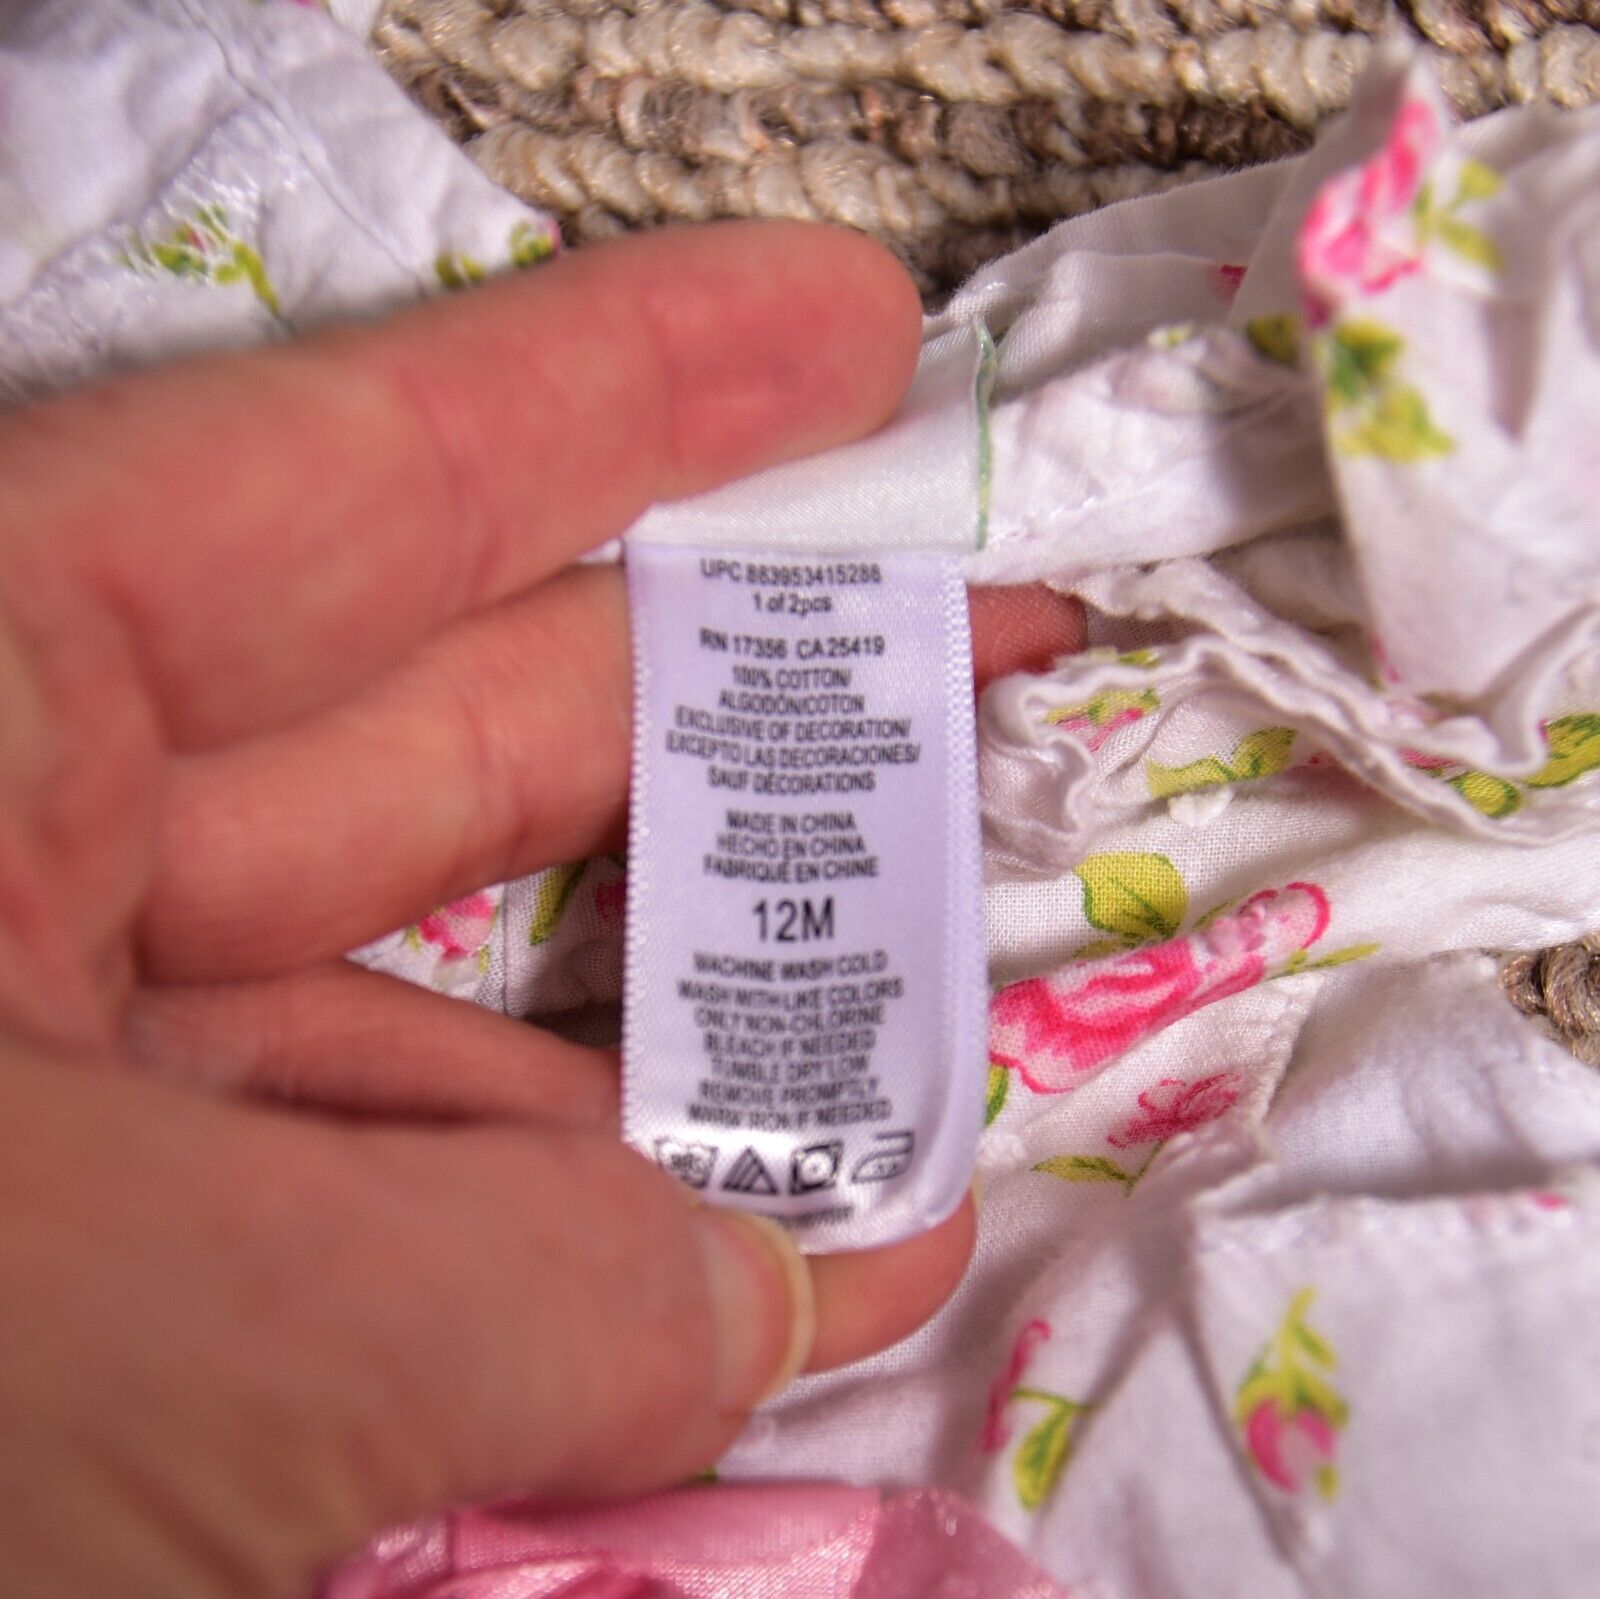 UPC 883953415286
1 of 2pcs
RN 17356 CA 25419
100% COTTON/
ALGODÓN/COTON
EXCLUSIVE OF DECORATION/
EXCEPTO LAS DECORACIONES/
SAUF DÉCORATIONS
MADE IN CHINA
HECHO EN CHINA
FABRIQUÉ EN CHINE
12M
MACHINE WASH COLD
WASH WITH LIKE COLORS
ONLY NON-CHLORINE
BLEACH IF NEEDED
TUMBLE DRY LOW
REMOVE PROMPTLY
WARM IRON IF NEEDED